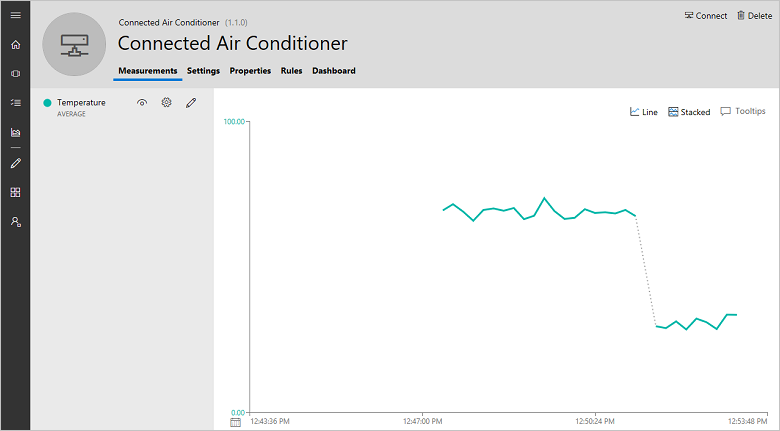 Connected Air Conditioner (1.1.0)
Connect Delete
Connected Air Conditioner
Measurements Settings Properties Rules Dashboard
Temperature
AVERAGE
Line Stacked Tooltips
100.00
0.00
12:43:36 PM 12:47:00 PM 12:50:24 PM 12:53:48 PM